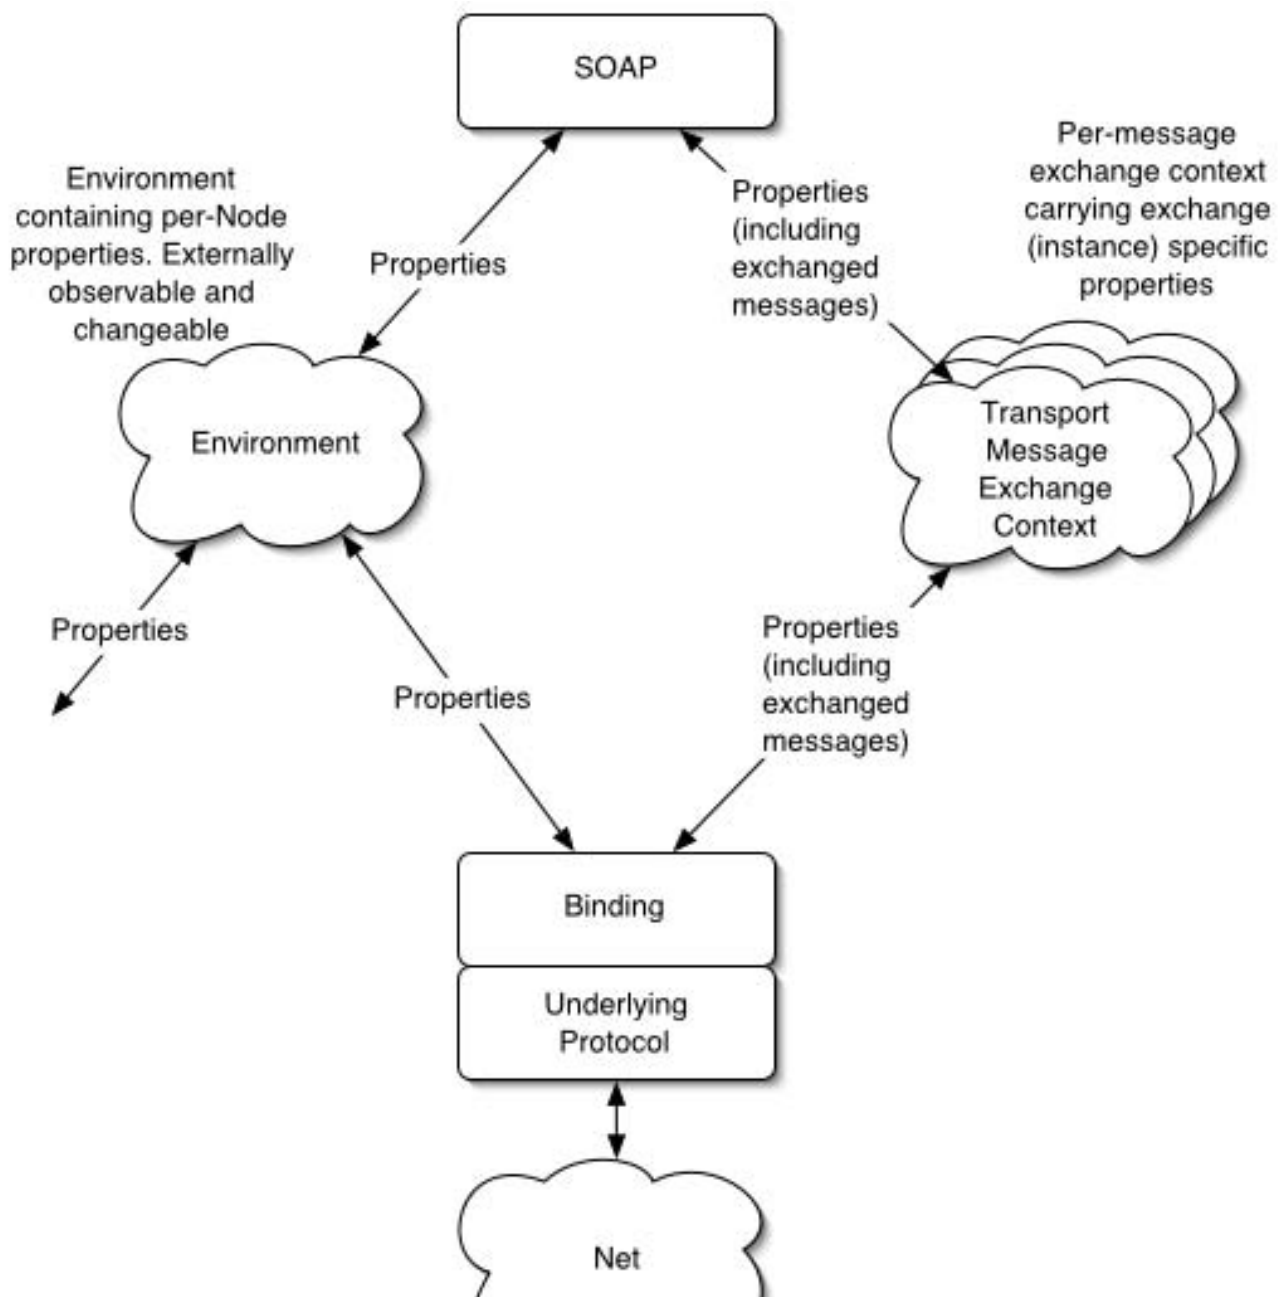 SOAP
Per-message
exchange context
carrying exchange
(instance) specific
properties
Environment
containing per-Node
properties. Externally
observable and
changeable
Properties
(including
exchanged
messages)
Properties
Environment
Transport
Message
Exchange
Context
Properties
Properties
(including
exchanged
messages)
Properties
Binding
Underlying
Protocol
Net